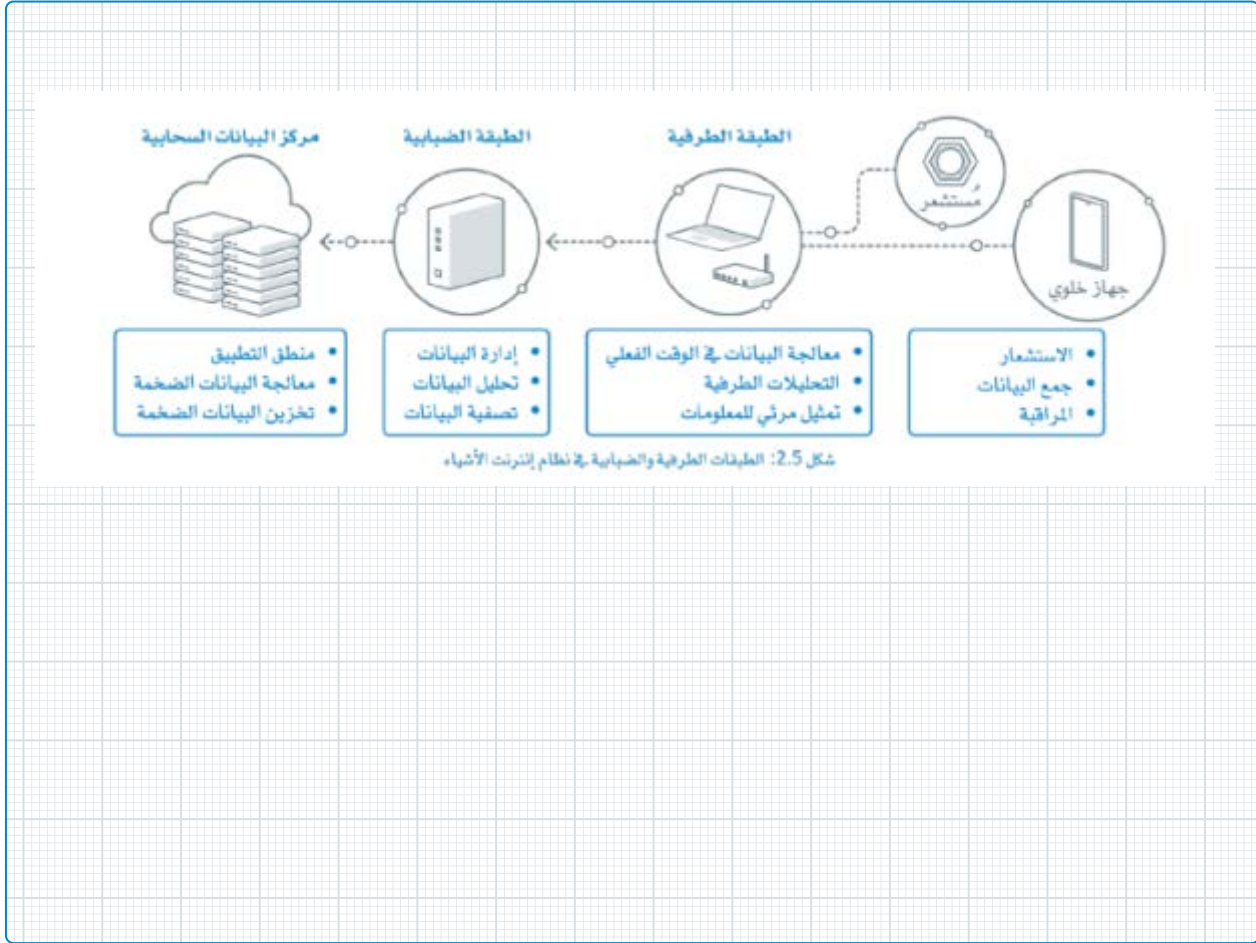 الطبقة الطرفية
الطبقة الضبابية
مركز البيانات السحابية
مُستشعر
جهاز خلوي
• الاستشعار
• جمع البيانات
• المراقبة
• معالجة البيانات في الوقت الفعلي
• التحليلات الطرفية
• تمثيل مرئي للمعلومات
• إدارة البيانات
• تحليل البيانات
• تصفية البيانات
• منطق التطبيق
• معالجة البيانات الضخمة
• تخزين البيانات الضخمة
شكل 2.5: الطبقات الطرفية والضبابية في نظام إنترنت الأشياء